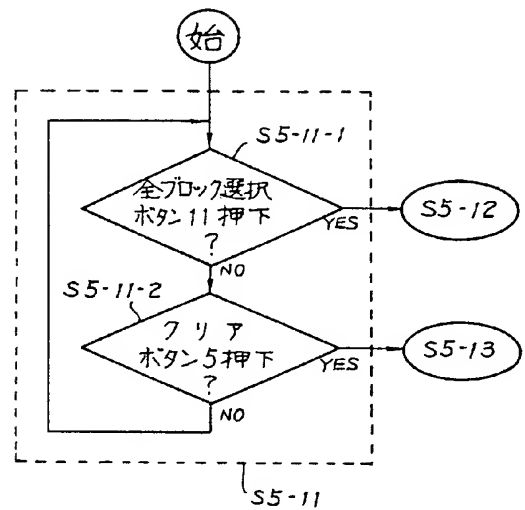 始
S5-11-1
全ブロック選択
ボタン11押下
?
YES
S5-12
NO
S5-11-2
クリア
ボタン5押下
?
YES
S5-13
NO
S5-11